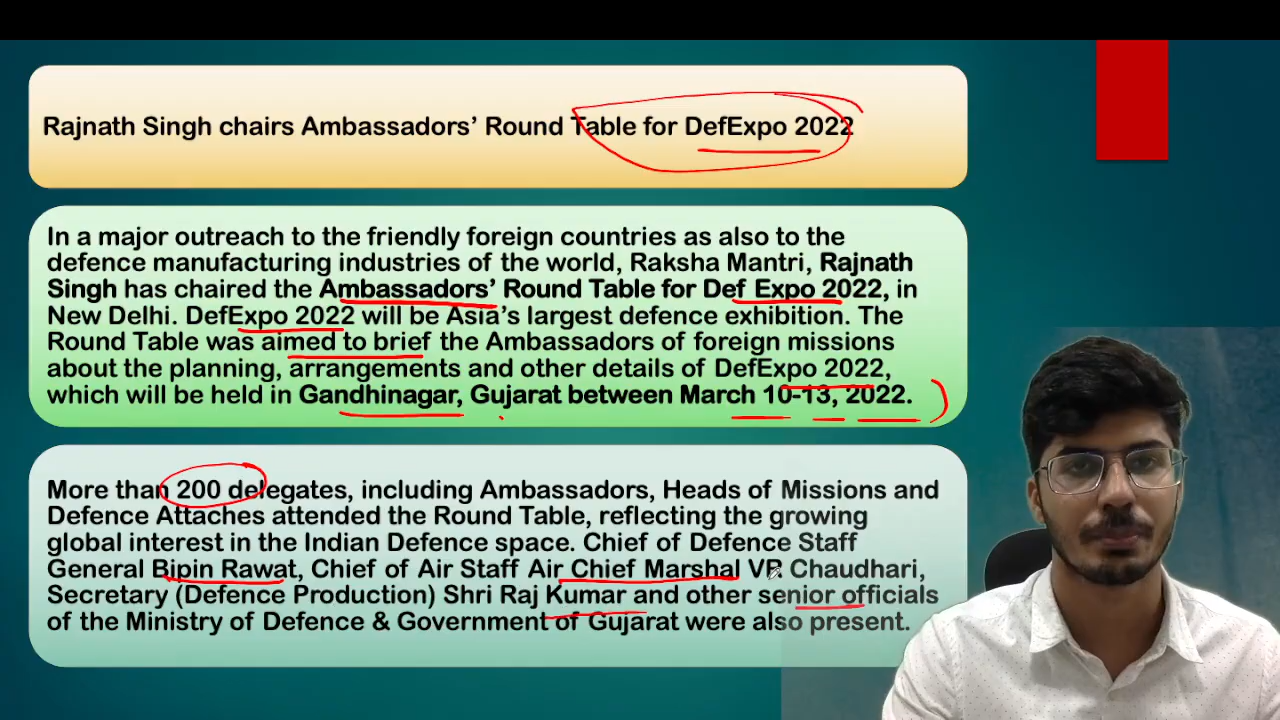 Rajnath Singh chairs Ambassadors’ Round Table for DefExpo 2022
In a major outreach to the friendly foreign countries as also to the
defence manufacturing industries of the world, Raksha Mantri, Rajnath
Singh has chaired the Ambassadors’ Round Table for Def Expo 2022, in
New Delhi. DefExpo 2022 will be Asia’s largest defence exhibition. The
Round Table was aimed to brief the Ambassadors of foreign missions
about the planning, arrangements and other details of DefExpo 2022,
which will be held in Gandhinagar, Gujarat between March 10-13, 2022.
More than 200 delegates, including Ambassadors, Heads of Missions and
Defence Attaches attended the Round Table, reflecting the growing
global interest in the Indian Defence space. Chief of Defence Staff
General Bipin Rawat, Chief of Air Staff Air Chief Marshal VR Chaudhari,
Secretary (Defence Production) Shri Raj Kumar and other senior officials
of the Ministry of Defence & Government of Gujarat were also present.